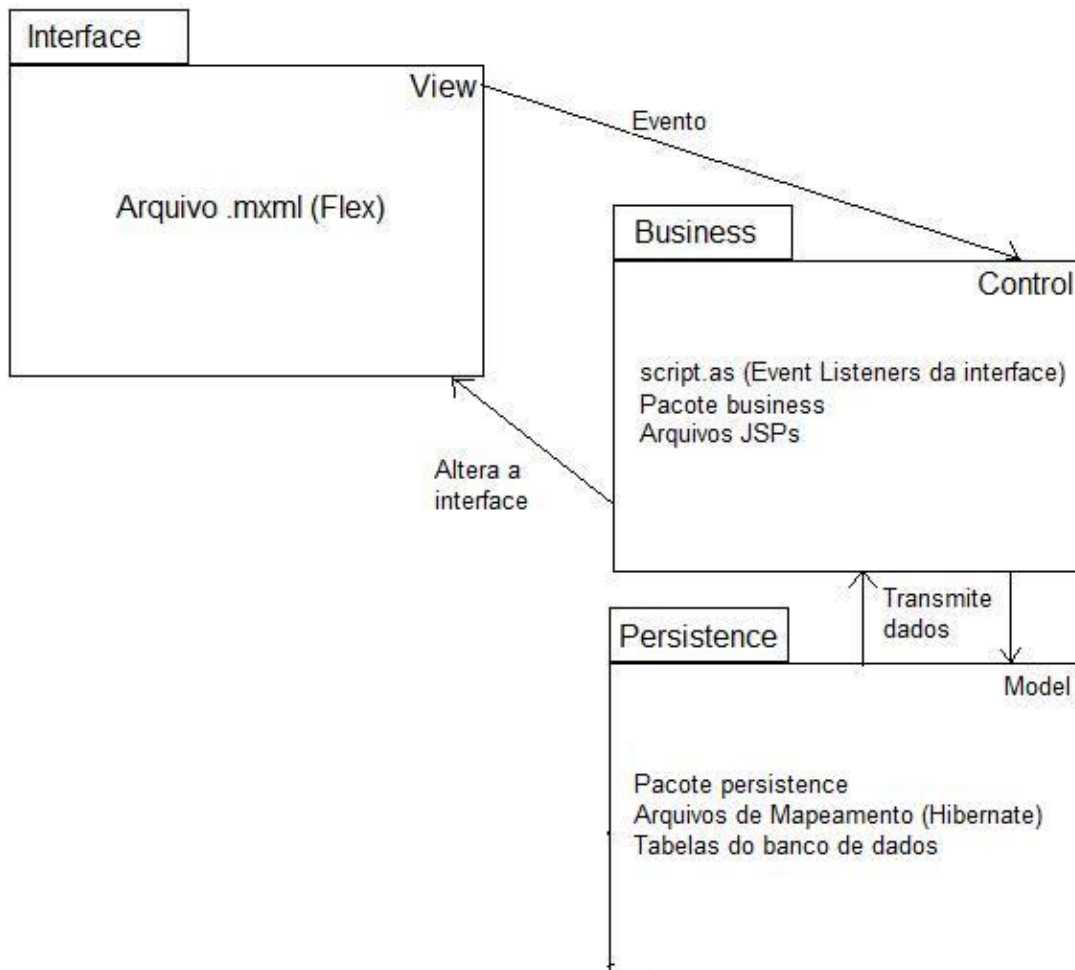 Interface
View
Arquivo .mxml (Flex)
Evento
Business
Control
script.as (Event Listeners da interface)
Pacote business
Arquivos JSPs
Altera a
interface
Transmite
dados
Persistence
Model
Pacote persistence
Arquivos de Mapeamento (Hibernate)
Tabelas do banco de dados